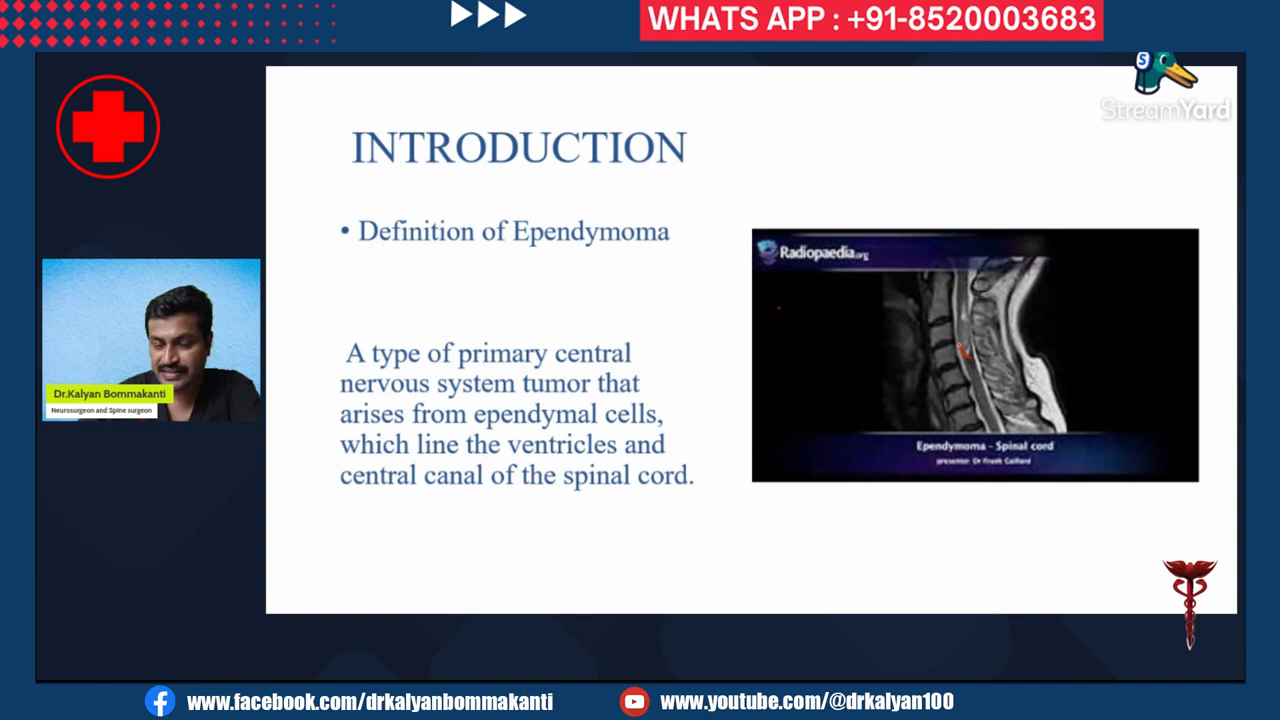 WHATS APP : +91-8520003683
StreamYard
INTRODUCTION
• Definition of Ependymoma
A type of primary central
nervous system tumor that
arises from ependymal cells,
which line the ventricles and
central canal of the spinal cord.
Radiopaedia.org
Ependymoma - Spinal cord
presenter: Dr Frank Gaillard
Dr.Kalyan Bommakanti
Neurosurgeon and Spine surgeon
www.facebook.com/drkalyanbommakanti
www.youtube.com/@drkalyan100